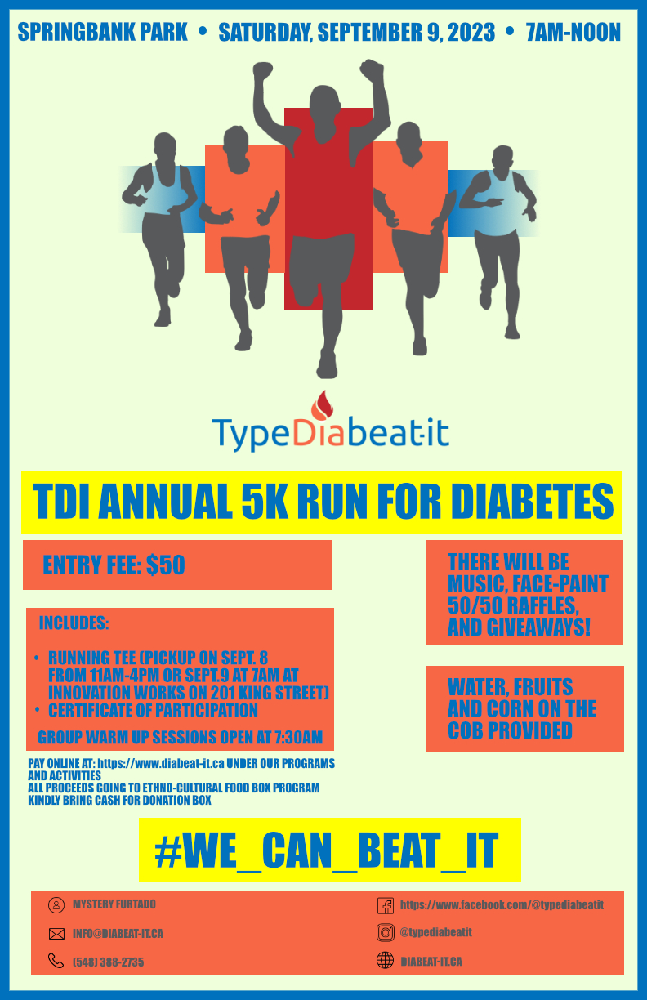 SPRINGBANK PARK • SATURDAY, SEPTEMBER 9, 2023 • 7AM-NOON
TypeDiabeat-it
TDI ANNUAL 5K RUN FOR DIABETES
ENTRY FEE: $50
INCLUDES:
• RUNNING TEE (PICKUP ON SEPT. 8
FROM 11AM-4PM OR SEPT.9 AT 7AM AT
INNOVATION WORKS ON 201 KING STREET)
• CERTIFICATE OF PARTICIPATION
GROUP WARM UP SESSIONS OPEN AT 7:30AM
THERE WILL BE
MUSIC, FACE-PAINT
50/50 RAFFLES,
AND GIVEAWAYS!
WATER, FRUITS
AND CORN ON THE
COB PROVIDED
PAY ONLINE AT: https://www.diabeat-it.ca UNDER OUR PROGRAMS
AND ACTIVITIES
ALL PROCEEDS GOING TO ETHNO-CULTURAL FOOD BOX PROGRAM
KINDLY BRING CASH FOR DONATION BOX
#WE_CAN_BEAT_IT
MYSTERY FURTADO
INFO@DIABEAT-IT.CA
(548) 388-2735
https://www.facebook.com/@typediabeatit
@typediabeatit
DIABEAT-IT.CA